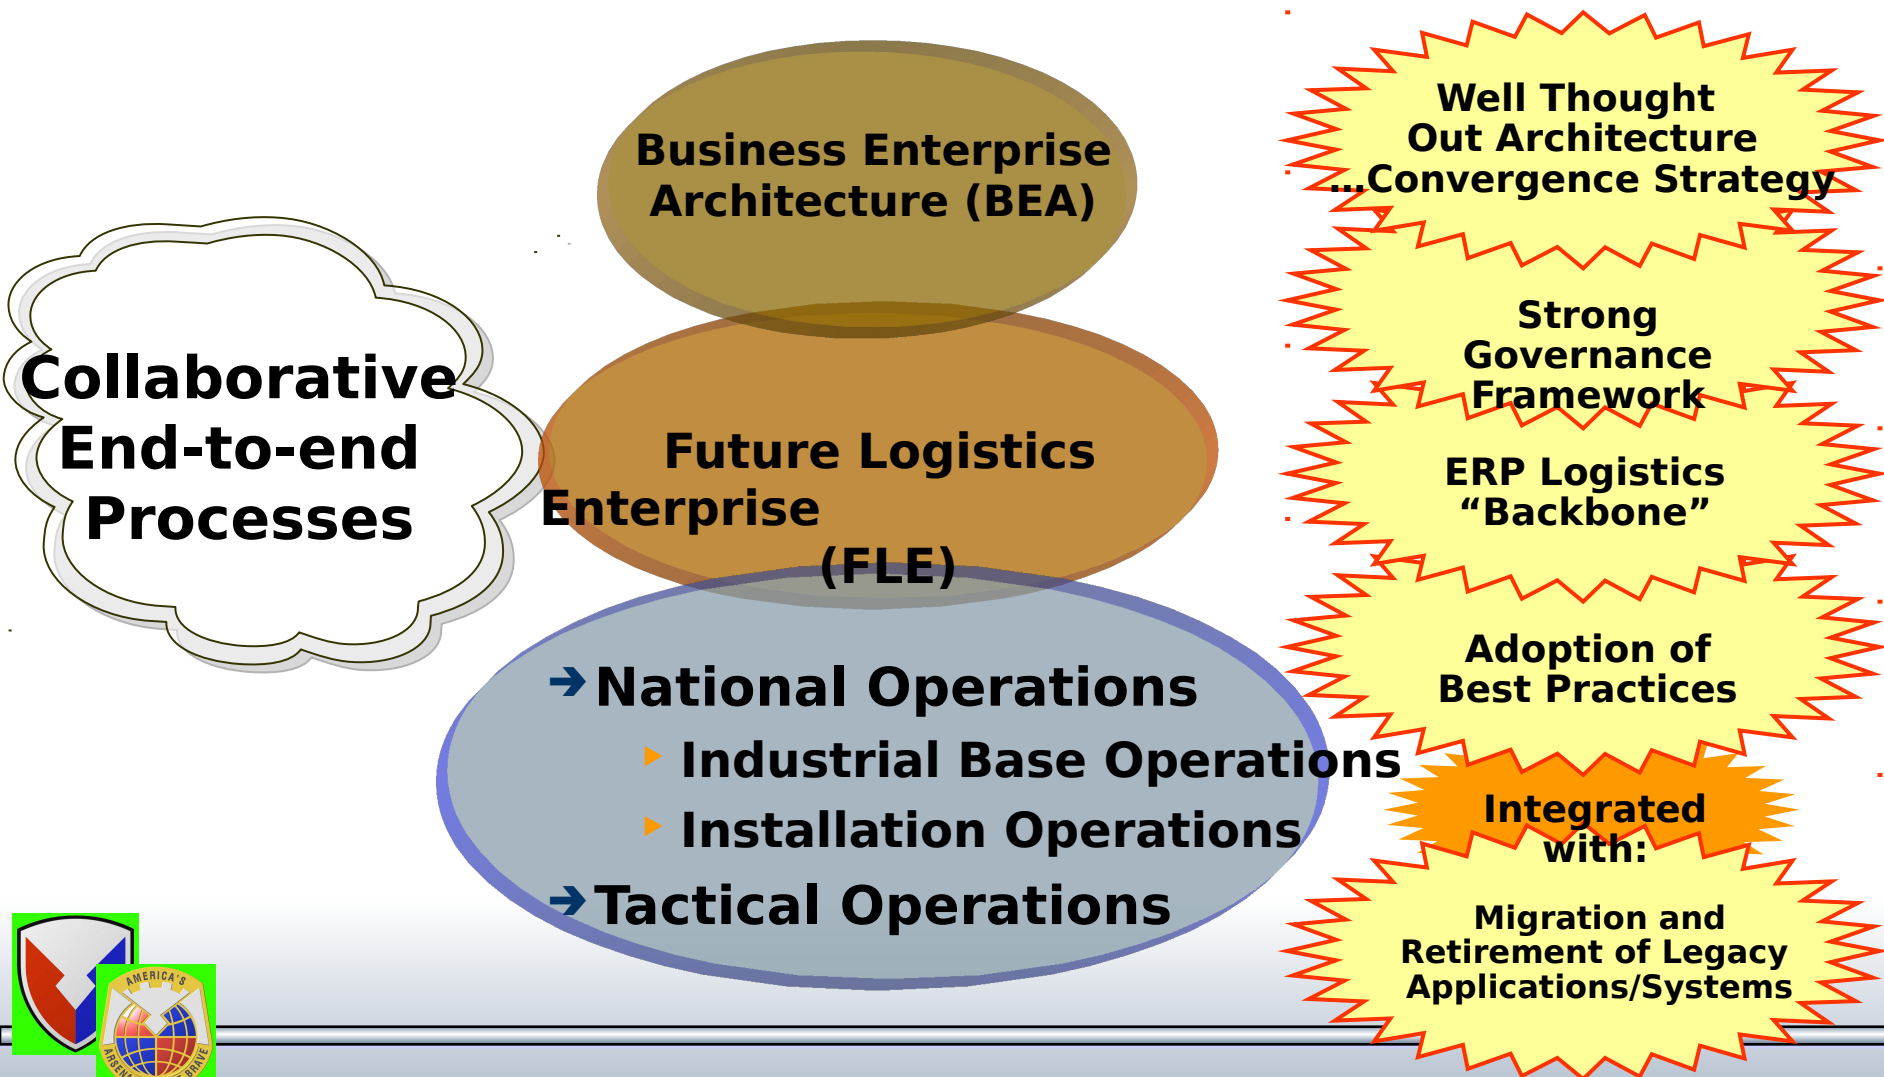 Collaborative
End-to-end
Processes
Business Enterprise
Architecture (BEA)
Future Logistics
Enterprise
(FLE)
National Operations
Industrial Base Operations
Installation Operations
Tactical Operations
Well Thought
Out Architecture
…Convergence Strategy
Strong
Governance
Framework
ERP Logistics
“Backbone”
Adoption of
Best Practices
Integrated
with:
Migration and
Retirement of Legacy
Applications/Systems
AMERICA'S
BRAVE